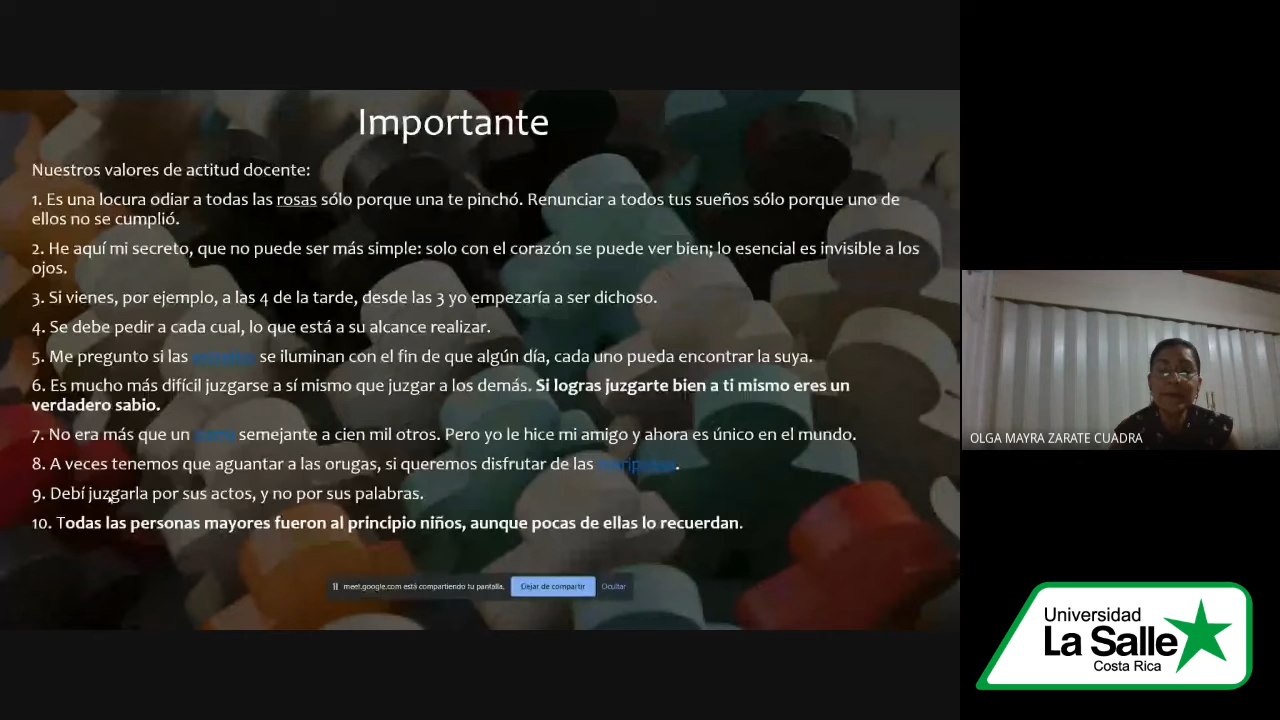 Importante
Nuestros valores de actitud docente:
1. Es una locura odiar a todas las rosas sólo porque una te pinchó. Renunciar a todos tus sueños sólo porque uno de
ellos no se cumplió.
2. He aquí mi secreto, que no puede ser más simple: solo con el corazón se puede ver bien; lo esencial es invisible a los
ojos.
3. Si vienes, por ejemplo, a las 4 de la tarde, desde las 3 yo empezaría a ser dichoso.
4. Se debe pedir a cada cual, lo que está a su alcance realizar.
5. Me pregunto si las se iluminan con el fin de que algún día, cada uno pueda encontrar la suya.
6. Es mucho más difícil juzgarse a sí mismo que juzgar a los demás. Si logras juzgarte bien a ti mismo eres un
verdadero sabio.
7. No era más que un semejante a cien mil otros. Pero yo le hice mi amigo y ahora es único en el mundo.
8. A veces tenemos que aguantar a las orugas, si queremos disfrutar de las mariposas.
9. Debí juzgarla por sus actos, y no por sus palabras.
10. Todas las personas mayores fueron al principio niños, aunque pocas de ellas lo recuerdan.
meet.google.com está compartiendo tu pantalla. Dejar de compartir Ocultar
OLGA MAYRA ZARATE CUADRA
Universidad
La Salle
Costa Rica